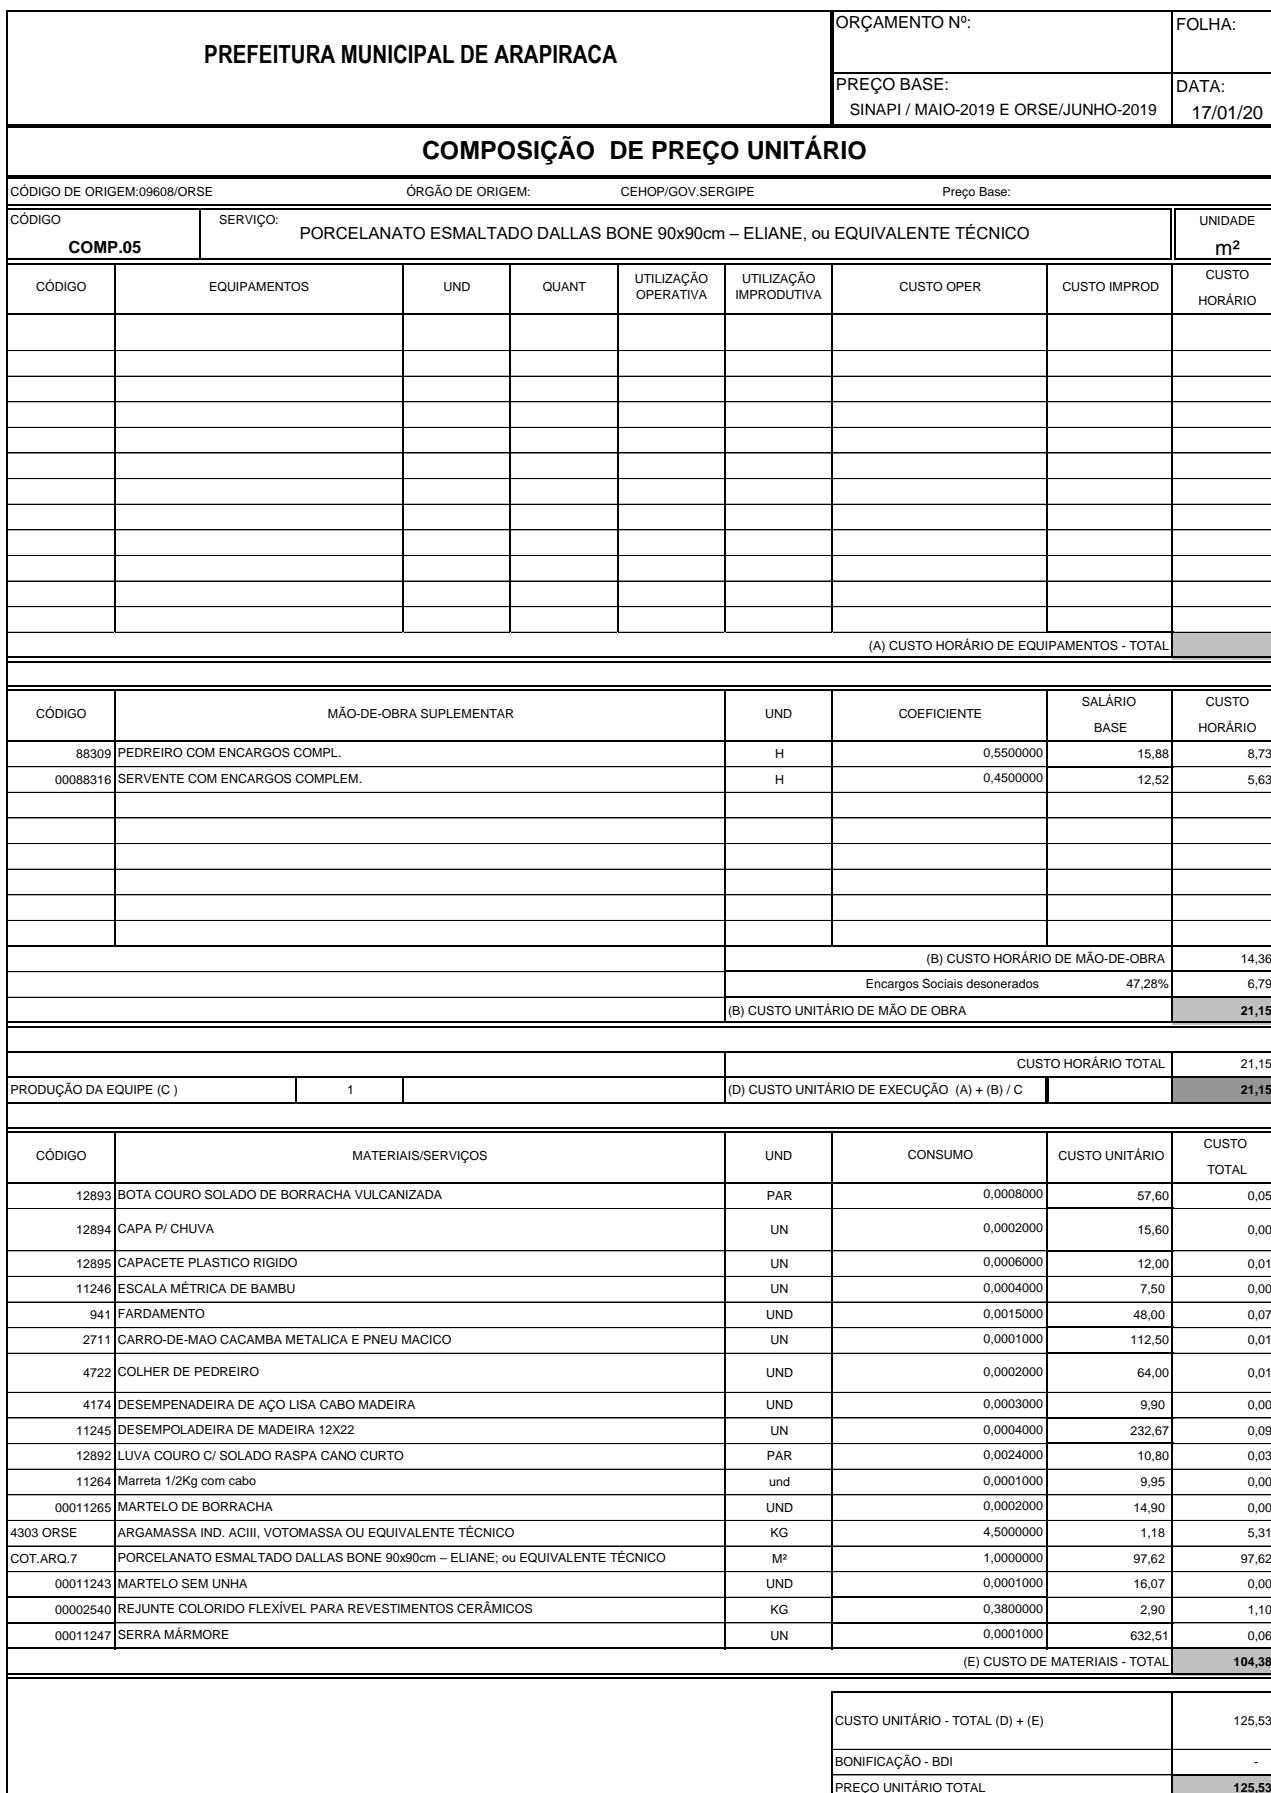 ORÇAMENTO Nº:
FOLHA:
PREFEITURA MUNICIPAL DE ARAPIRACA
PREÇO BASE:
DATA:
SINAPI / MAIO-2019 E ORSE/JUNHO-2019
17/01/20
COMPOSIÇÃO DE PREÇO UNITÁRIO
CÓDIGO DE ORIGEM:09608/ORSE ÓRGÃO DE ORIGEM: CEHOP/GOV.SERGIPE Preço Base:
CÓDIGO
SERVIÇO:
UNIDADE
COMP.05
PORCELANATO ESMALTADO DALLAS BONE 90x90cm – ELIANE, ou EQUIVALENTE TÉCNICO
m²
CÓDIGO EQUIPAMENTOS UND QUANT UTILIZAÇÃO OPERATIVA UTILIZAÇÃO IMPRODUTIVA CUSTO OPER CUSTO IMPROD CUSTO HORÁRIO
(A) CUSTO HORÁRIO DE EQUIPAMENTOS - TOTAL
CÓDIGO MÃO-DE-OBRA SUPLEMENTAR UND COEFICIENTE SALÁRIO BASE CUSTO HORÁRIO
88309 PEDREIRO COM ENCARGOS COMPL. H 0,5500000 15,88 8,73
00088316 SERVENTE COM ENCARGOS COMPLEM. H 0,4500000 12,52 5,63
(B) CUSTO HORÁRIO DE MÃO-DE-OBRA 14,36
Encargos Sociais desonerados 47,28% 6,79
(B) CUSTO UNITÁRIO DE MÃO DE OBRA 21,15
CUSTO HORÁRIO TOTAL 21,15
PRODUÇÃO DA EQUIPE (C ) 1 (D) CUSTO UNITÁRIO DE EXECUÇÃO (A) + (B) / C 21,15
CÓDIGO MATERIAIS/SERVIÇOS UND CONSUMO CUSTO UNITÁRIO CUSTO TOTAL
12893 BOTA COURO SOLADO DE BORRACHA VULCANIZADA PAR 0,0008000 57,60 0,05
12894 CAPA P/ CHUVA UN 0,0002000 15,60 0,00
12895 CAPACETE PLASTICO RIGIDO UN 0,0006000 12,00 0,01
11246 ESCALA MÉTRICA DE BAMBU UN 0,0004000 7,50 0,00
941 FARDAMENTO UND 0,0015000 48,00 0,07
2711 CARRO-DE-MAO CACAMBA METALICA E PNEU MACICO UN 0,0001000 112,50 0,01
4722 COLHER DE PEDREIRO UND 0,0002000 64,00 0,01
4174 DESEMPENADEIRA DE AÇO LISA CABO MADEIRA UND 0,0003000 9,90 0,00
11245 DESEMPOLADEIRA DE MADEIRA 12X22 UN 0,0004000 232,67 0,09
12892 LUVA COURO C/ SOLADO RASPA CANO CURTO PAR 0,0024000 10,80 0,03
11264 Marreta 1/2Kg com cabo und 0,0001000 9,95 0,00
00011265 MARTELO DE BORRACHA UND 0,0002000 14,90 0,00
4303 ORSE ARGAMASSA IND. ACIII, VOTOMASSA OU EQUIVALENTE TÉCNICO KG 4,5000000 1,18 5,31
COT.ARQ.7 PORCELANATO ESMALTADO DALLAS BONE 90x90cm – ELIANE; ou EQUIVALENTE TÉCNICO M² 1,0000000 97,62 97,62
00011243 MARTELO SEM UNHA UND 0,0001000 16,07 0,00
00002540 REJUNTE COLORIDO FLEXÍVEL PARA REVESTIMENTOS CERÂMICOS KG 0,3800000 2,90 1,10
00011247 SERRA MÁRMORE UN 0,0001000 632,51 0,06
(E) CUSTO DE MATERIAIS - TOTAL 104,38
CUSTO UNITÁRIO - TOTAL (D) + (E) 125,53
BONIFICAÇÃO - BDI -
PREÇO UNITÁRIO TOTAL 125,53